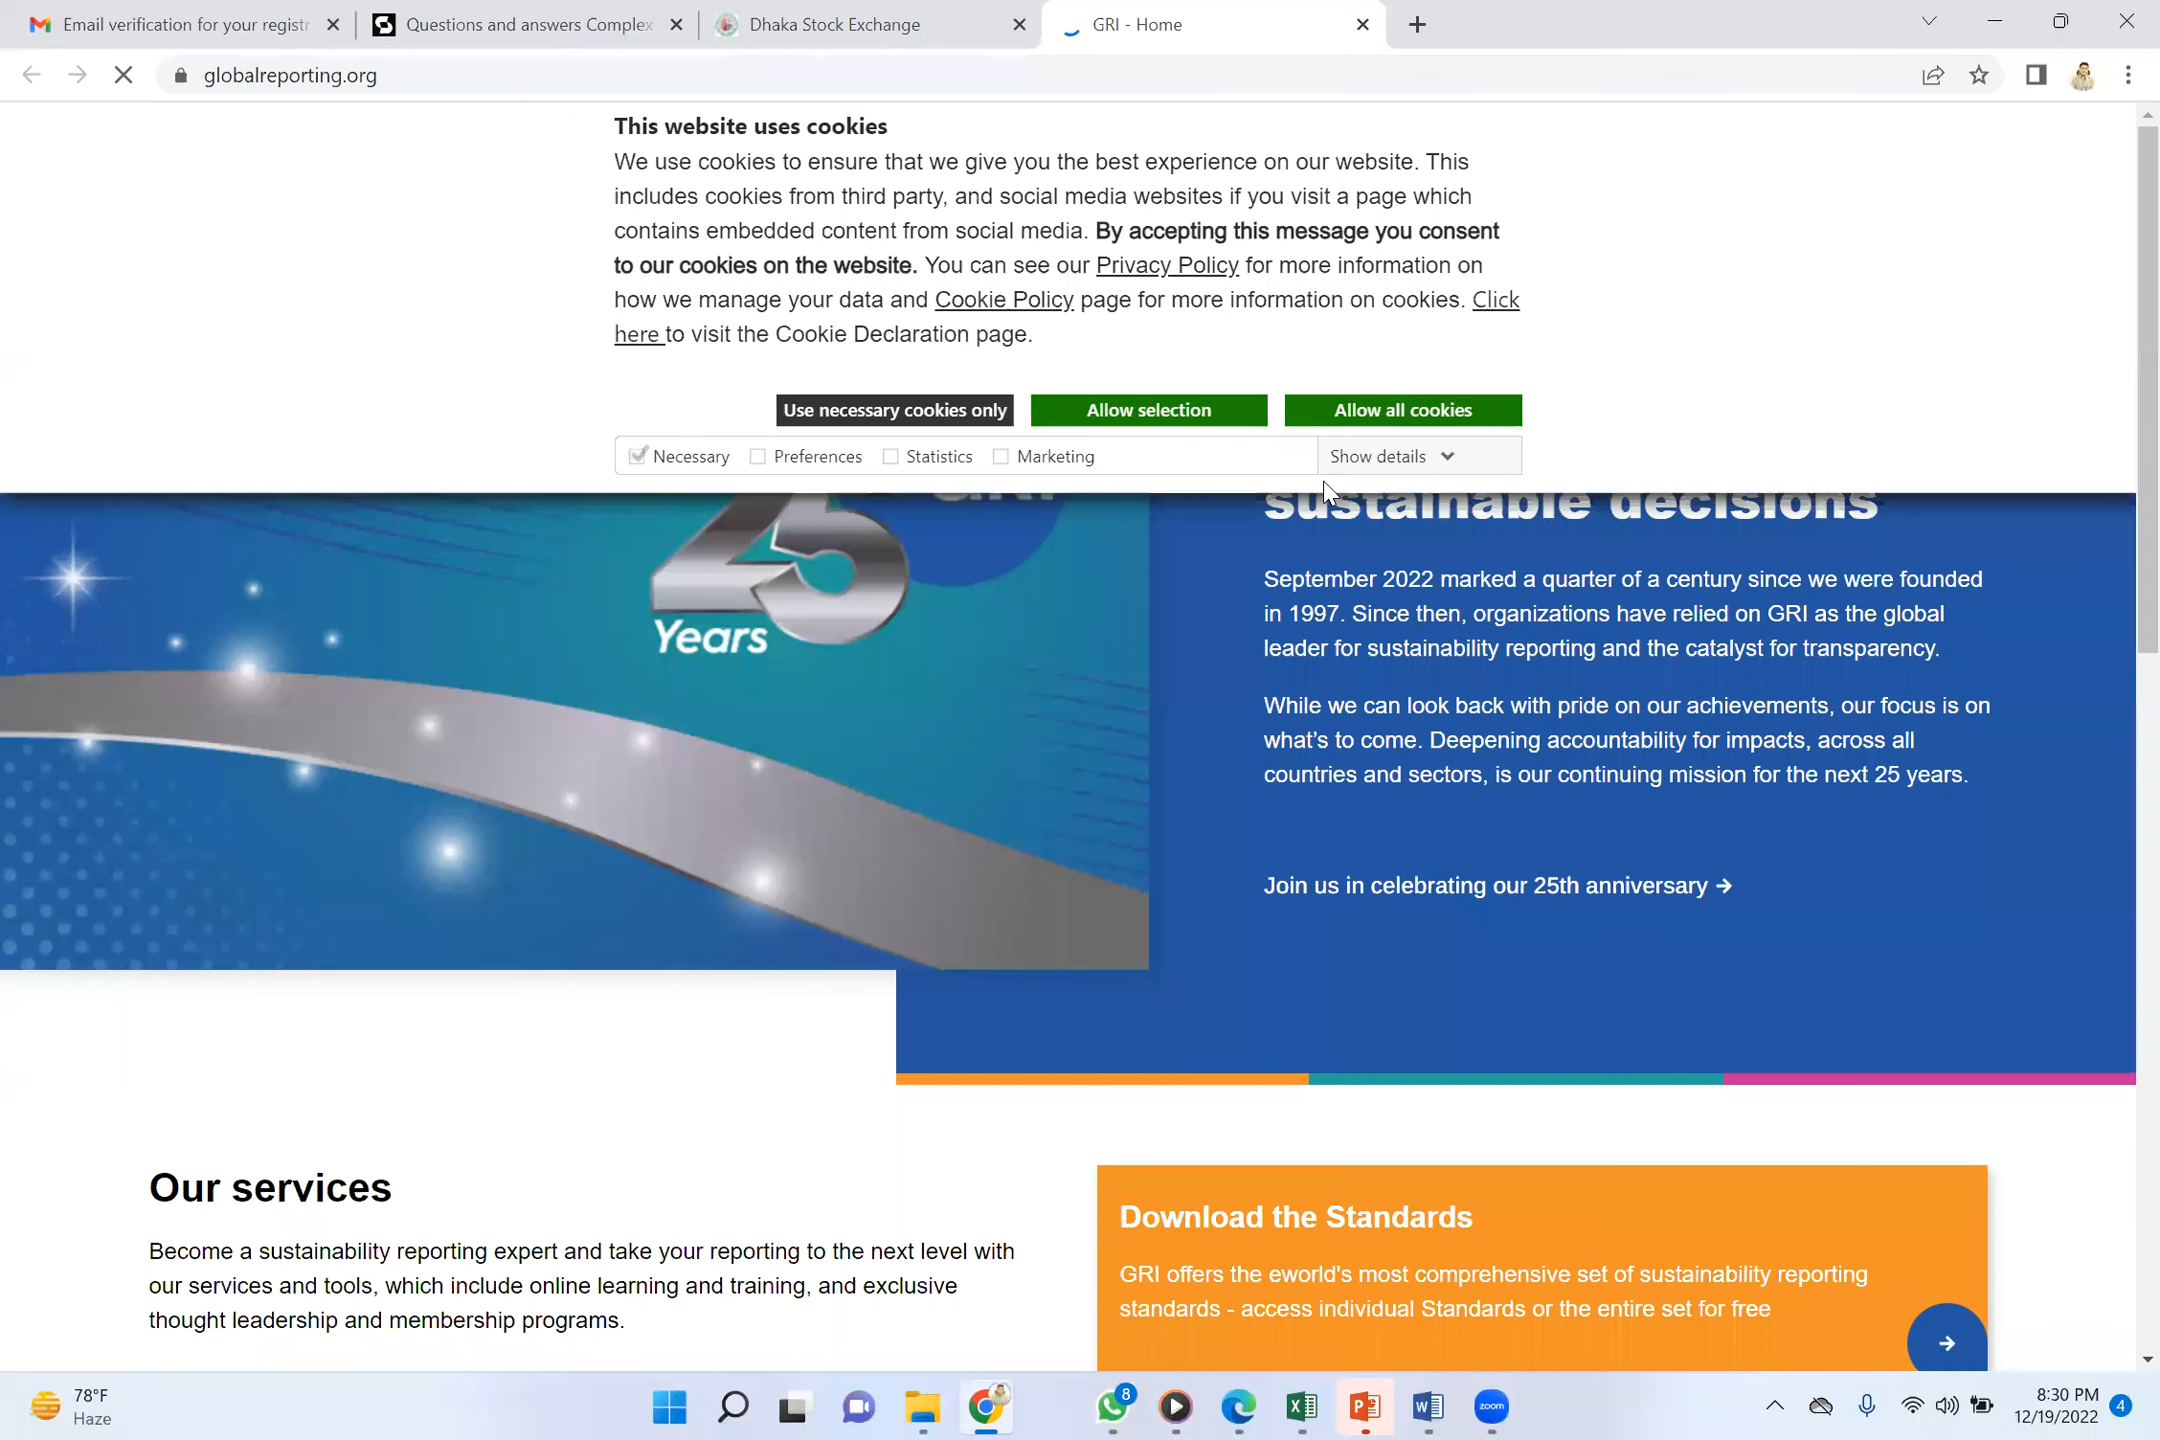 Email verification for your registr
Questions and answers Complex
Dhaka Stock Exchange
GRI - Home
globalreporting.org
This website uses cookies
We use cookies to ensure that we give you the best experience on our website. This
includes cookies from third party, and social media websites if you visit a page which
contains embedded content from social media. By accepting this message you consent
to our cookies on the website. You can see our Privacy Policy for more information on
how we manage your data and Cookie Policy page for more information on cookies. Click
here to visit the Cookie Declaration page.
Use necessary cookies only
Allow selection
Allow all cookies
Necessary
Preferences
Statistics
Marketing
Show details
25
Years
sustainable decisions
September 2022 marked a quarter of a century since we were founded
in 1997. Since then, organizations have relied on GRI as the global
leader for sustainability reporting and the catalyst for transparency.
While we can look back with pride on our achievements, our focus is on
what's to come. Deepening accountability for impacts, across all
countries and sectors, is our continuing mission for the next 25 years.
Join us in celebrating our 25th anniversary →
Our services
Become a sustainability reporting expert and take your reporting to the next level with
our services and tools, which include online learning and training, and exclusive
thought leadership and membership programs.
Download the Standards
GRI offers the eworld's most comprehensive set of sustainability reporting
standards - access individual Standards or the entire set for free
78°F
Haze
8
zoom
8:30 PM
12/19/2022
4